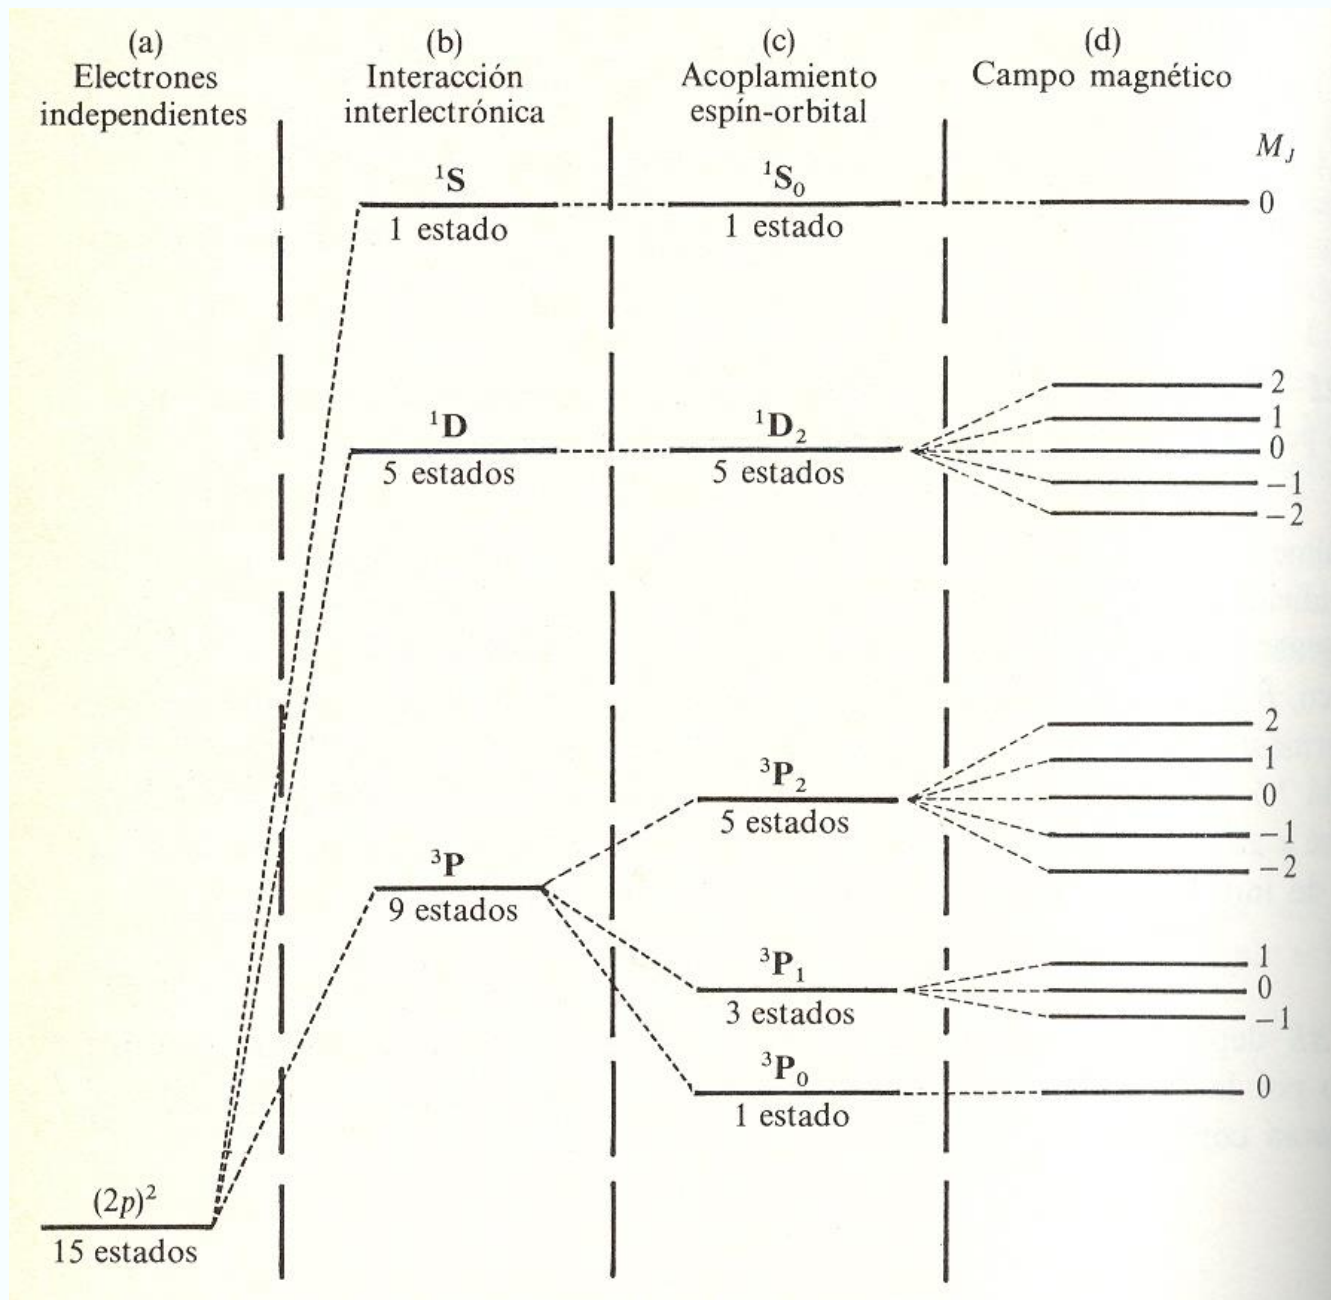 (a)
Electrones
independientes
(b)
Interacción
interlectrónica
(c)
Acoplamiento
espín-orbital
(d)
Campo magnético
M_J
¹S
1 estado
¹S₀
1 estado
0
¹D
5 estados
¹D₂
5 estados
2
1
0
−1
−2
³P
9 estados
³P₂
5 estados
2
1
0
−1
−2
³P₁
3 estados
1
0
−1
³P₀
1 estado
0
(2p)²
15 estados